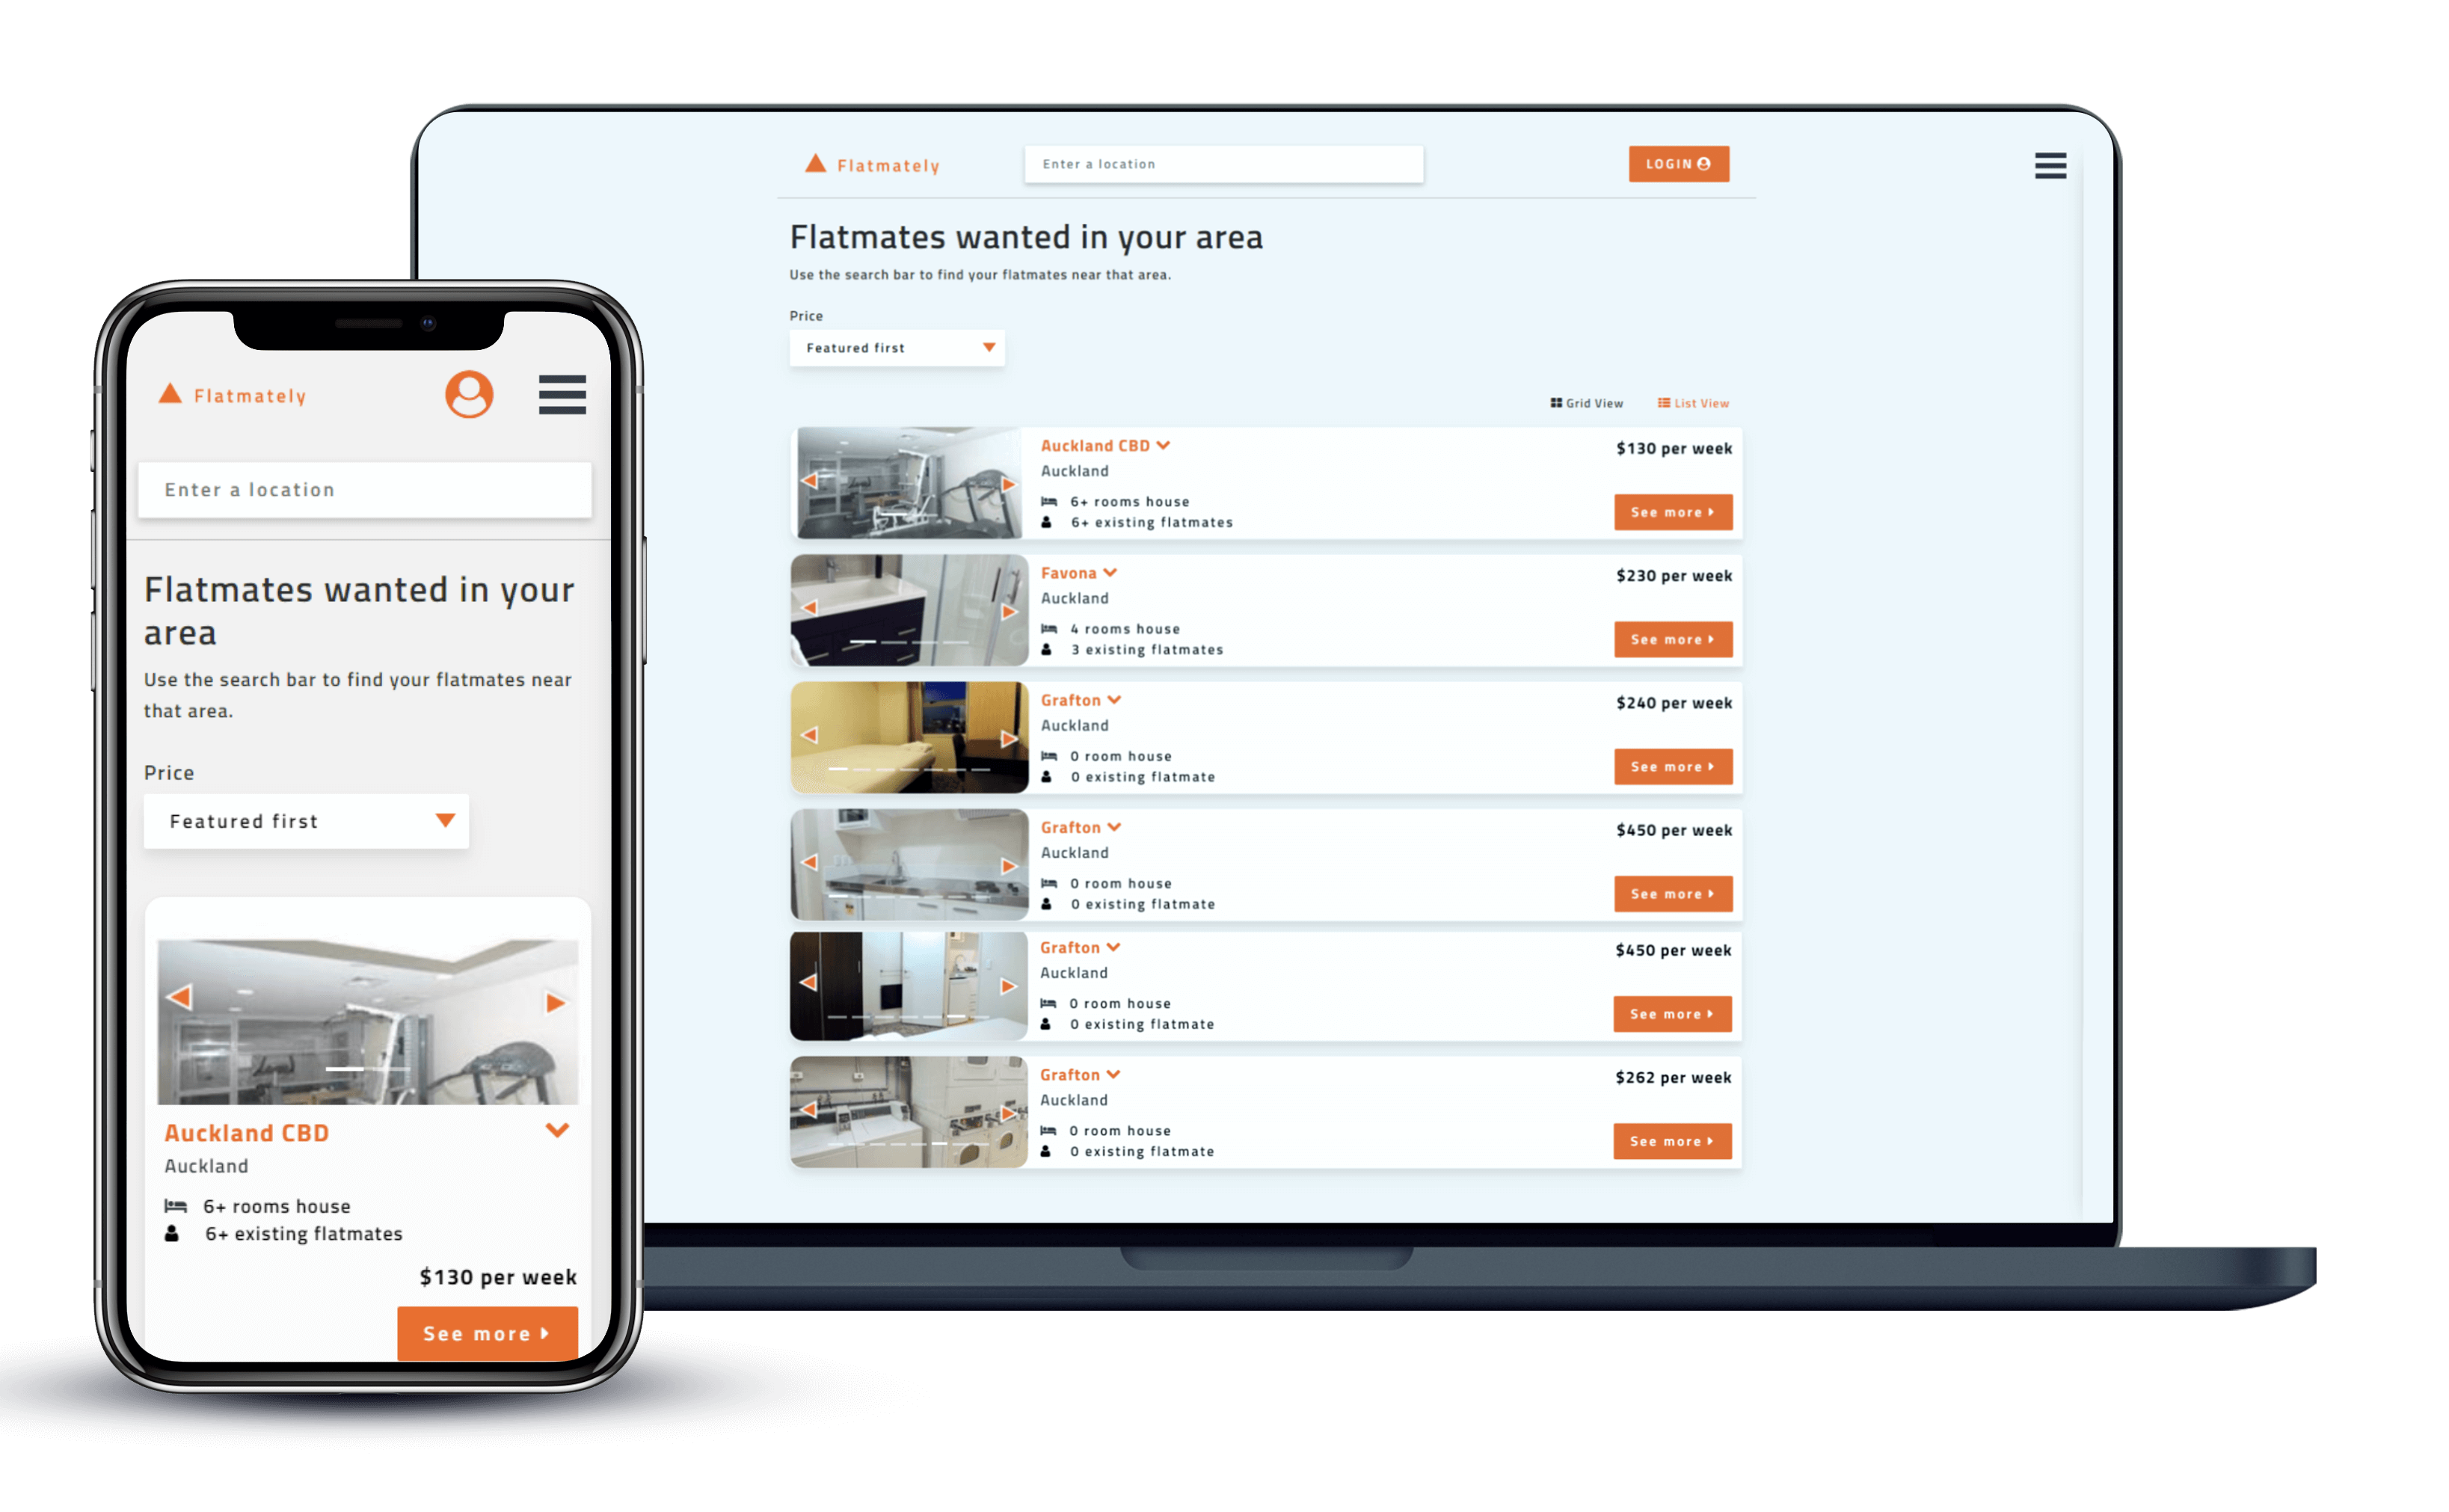 Flatmately
Enter a location
Flatmates wanted in your
area
Use the search bar to find your flatmates near
that area.
Price
Featured first
Auckland CBD
Auckland
6+ rooms house
6+ existing flatmates
$130 per week
See more
Flatmately
Enter a location
LOGIN
Flatmates wanted in your area
Use the search bar to find your flatmates near that area.
Price
Featured first
Grid View List View
Auckland CBD
$130 per week
Auckland
6+ rooms house
6+ existing flatmates
See more
Favona
$230 per week
Auckland
4 rooms house
3 existing flatmates
See more
Grafton
$240 per week
Auckland
0 room house
0 existing flatmate
See more
Grafton
$450 per week
Auckland
0 room house
0 existing flatmate
See more
Grafton
$450 per week
Auckland
0 room house
0 existing flatmate
See more
Grafton
$262 per week
Auckland
0 room house
0 existing flatmate
See more